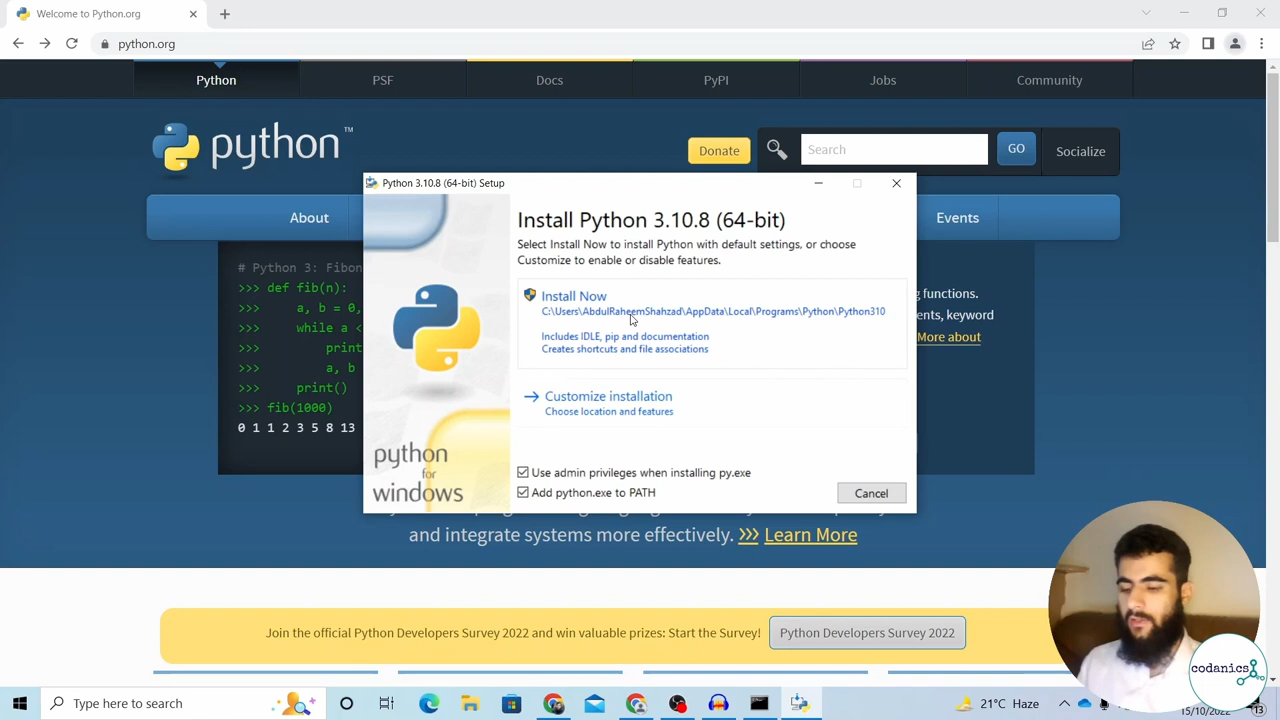 Welcome to Python.org
python.org
Python
PSF
Docs
PyPI
Jobs
Community
python™
Donate
Search
GO
Socialize
About
Events
# Python 3: Fibon
>>> def fib(n):
>>> a, b = 0,
>>> while a <
>>> print
>>> a, b
>>> print()
>>> fib(1000)
0 1 1 2 3 5 8 13
g functions.
ents, keyword
More about
Python 3.10.8 (64-bit) Setup
Install Python 3.10.8 (64-bit)
Select Install Now to install Python with default settings, or choose
Customize to enable or disable features.
Install Now
C:\Users\AbdulRaheemShahzad\AppData\Local\Programs\Python\Python310
Includes IDLE, pip and documentation
Creates shortcuts and file associations
Customize installation
Choose location and features
Use admin privileges when installing py.exe
Add python.exe to PATH
Cancel
python
for
windows
and integrate systems more effectively. >>> Learn More
Join the official Python Developers Survey 2022 and win valuable prizes: Start the Survey!
Python Developers Survey 2022
codanics
Type here to search
21°C Haze
15/10/2022
13